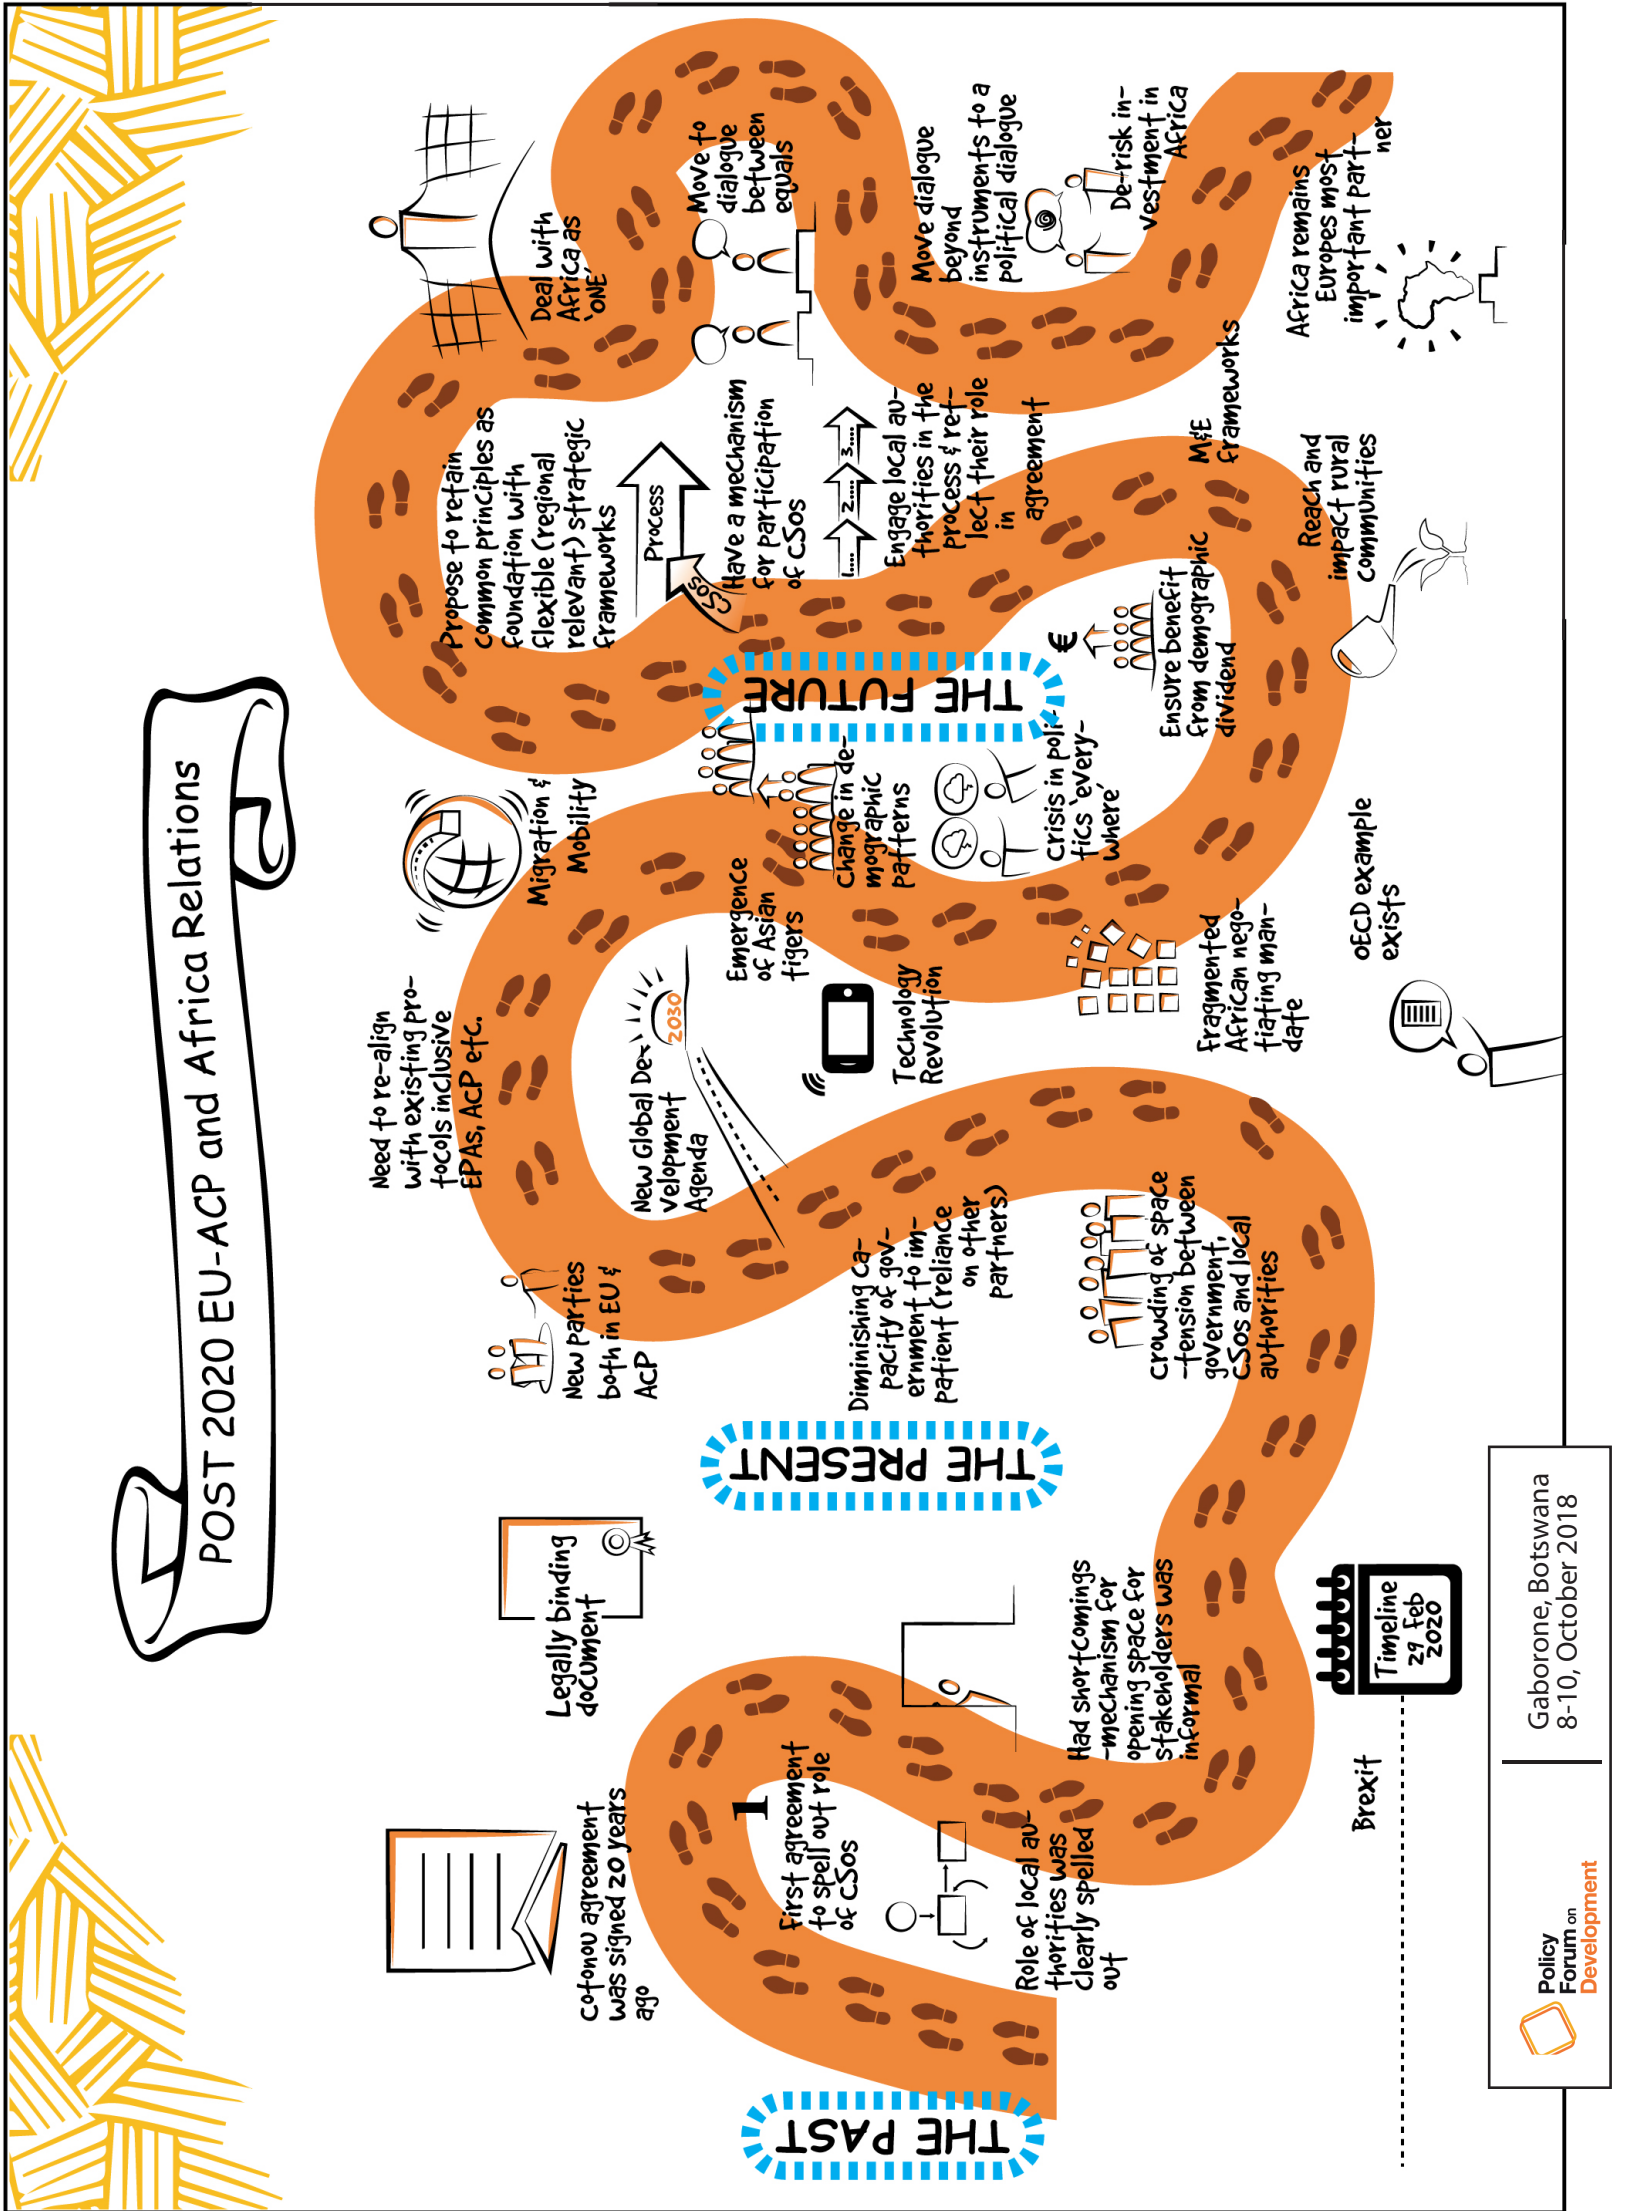 POST 2020 EU-ACP and Africa Relations
THE PAST
Cotonou agreement
was signed 20 years
ago
Legally binding
document
1
First agreement
to spell out role
of CSOs
Role of local au-
thorities was
clearly spelled
out
Had shortcomings
-mechanism for
opening space for
stakeholders was
informal
Brexit
Timeline
29 Feb
2020
THE PRESENT
New parties
both in EU &
ACP
Need to re-align
with existing pro-
tocols inclusive
EPAs, ACP etc.
New Global De-
velopment
Agenda
2030
Diminishing ca-
pacity of gov-
ernment to im-
patient (reliance
on other
partners)
Crowding of space
-tension between
government,
CSOs and local
authorities
Migration &
Mobility
Emergence
of Asian
tigers
Technology
Revolution
Change in de-
mographic
patterns
Crisis in poli-
tics 'every-
where'
Fragmented
African nego-
tiating man-
date
OECD example
exists
THE FUTURE
Propose to retain
common principles as
foundation with
flexible (regional
relevant) strategic
frameworks
Process
CSOs
Have a mechanism
for participation
of CSOs
1.... 2.... 3....
Engage local au-
thorities in the
process & ref-
lect their role
in
agreement
€
Ensure benefit
from demographic
dividend
M&E
frameworks
Reach and
impact rural
communities
Deal with
Africa as
'ONE'
Move to
dialogue
between
equals
Move dialogue
beyond
instruments to a
political dialogue
De-risk in-
vestment in
Africa
Africa remains
Europes most
important part-
ner
Policy
Forum on
Development
Gaborone, Botswana
8-10, October 2018